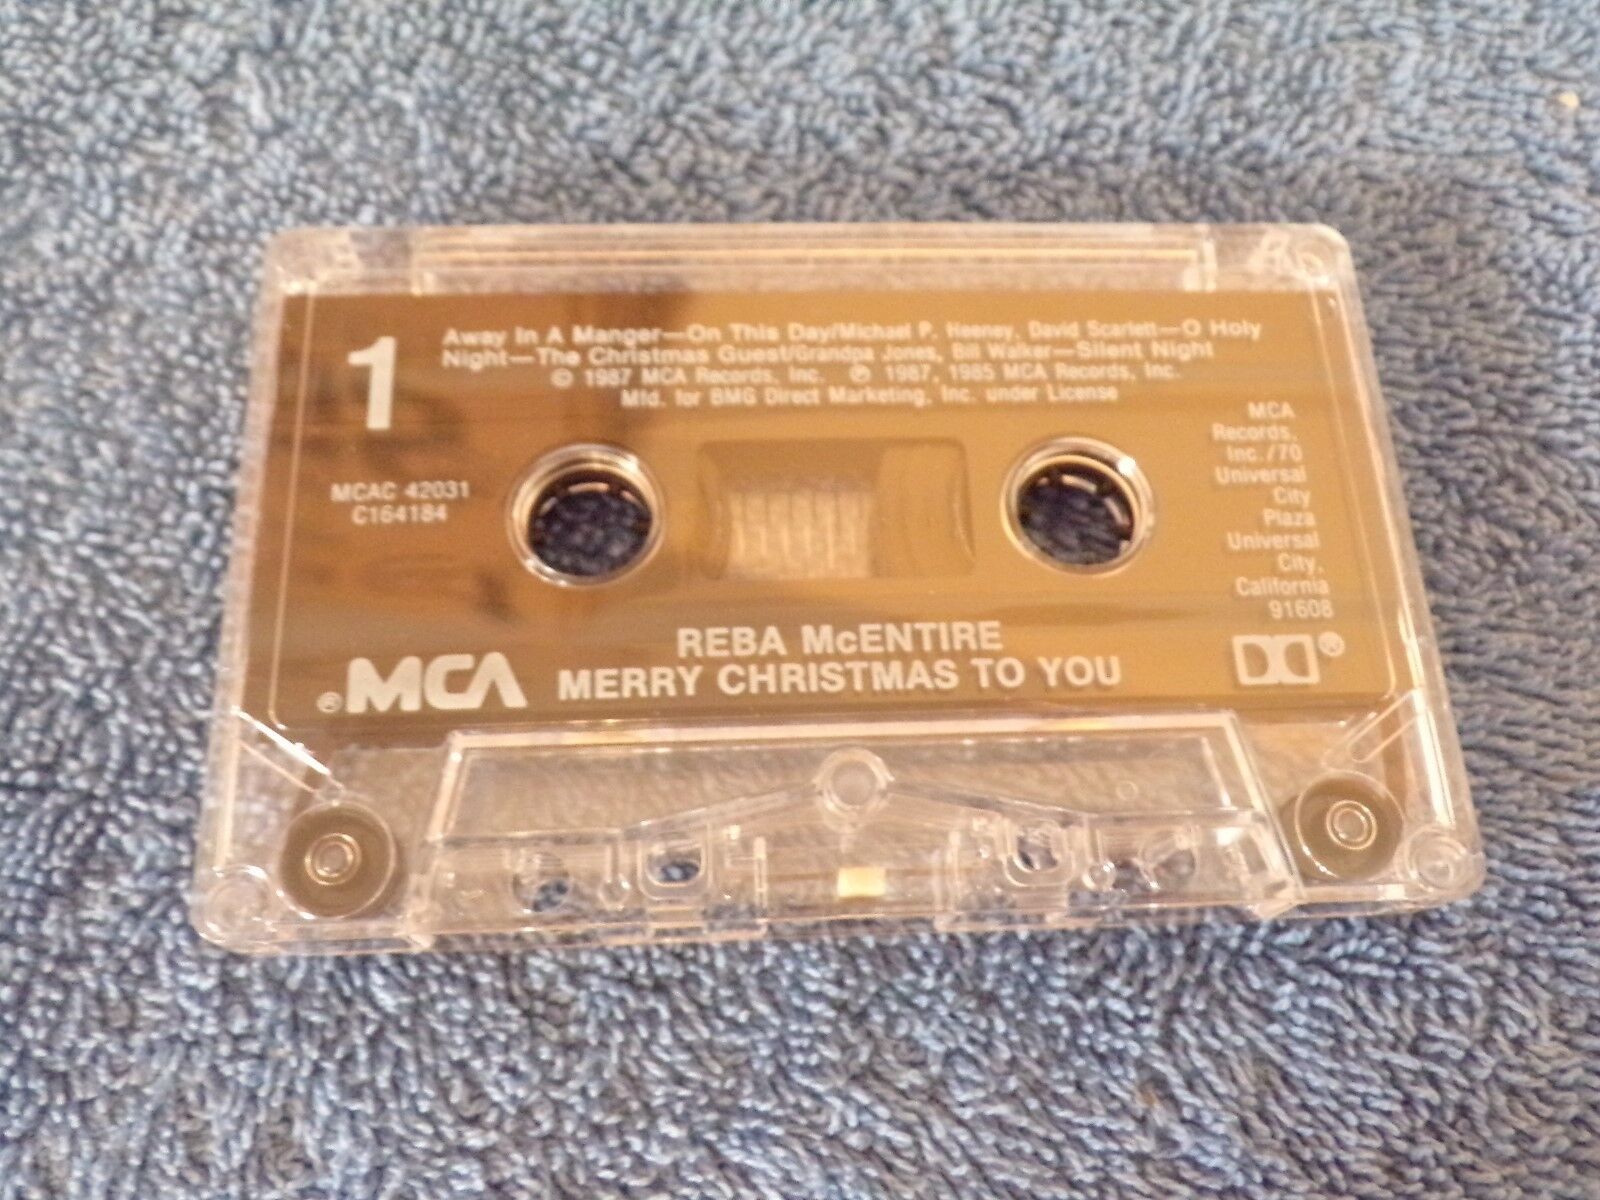 1
Away In A Manger—On This Day/Michael P. Heeney, David Scarlett—O Holy
Night—The Christmas Guest/Grandpa Jones, Bill Walker—Silent Night
© 1987 MCA Records, Inc. ℗ 1987, 1985 MCA Records, Inc.
Mfd. for BMG Direct Marketing, Inc. under License
MCAC 42031
C164184
MCA
Records,
Inc./70
Universal
City
Plaza
Universal
City,
California
91608
REBA McENTIRE
MERRY CHRISTMAS TO YOU
®MCA
®